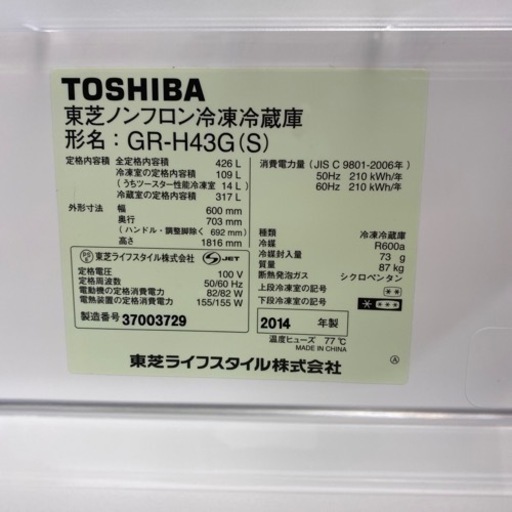 TOSHIBA
東芝ノンフロン冷凍冷蔵庫
形名：GR-H43G(S)
定格内容積 全定格内容積 426 L
冷凍室の定格内容積 109 L
(うちツースター性能冷凍室 14 L)
冷蔵室の定格内容積 317 L
外形寸法 幅 600 mm
奥行 703 mm
(ハンドル・調整脚除く 692 mm)
高さ 1816 mm
PS E 東芝ライフスタイル株式会社 JET
定格電圧 100 V
定格周波数 50/60 Hz
電動機の定格消費電力 82/82 W
電熱装置の定格消費電力 155/155 W
製造番号 37003729
消費電力量 (JIS C 9801-2006年)
50Hz 210 kWh/年
60Hz 210 kWh/年
種類 冷凍冷蔵庫
冷媒 R600a
冷媒封入量 73 g
質量 87 kg
断熱発泡ガス シクロペンタン
上段冷凍室の記号 **
下段冷凍室の記号 * ***
2014 年製
温度ヒューズ 77℃
MADE IN CHINA
東芝ライフスタイル株式会社
Ⓐ